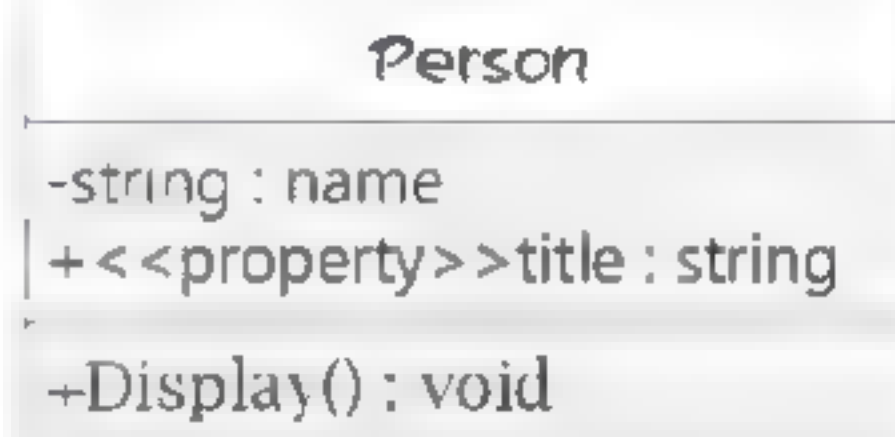 Person
-string : name
+<<property>>title : string
+Display() : void